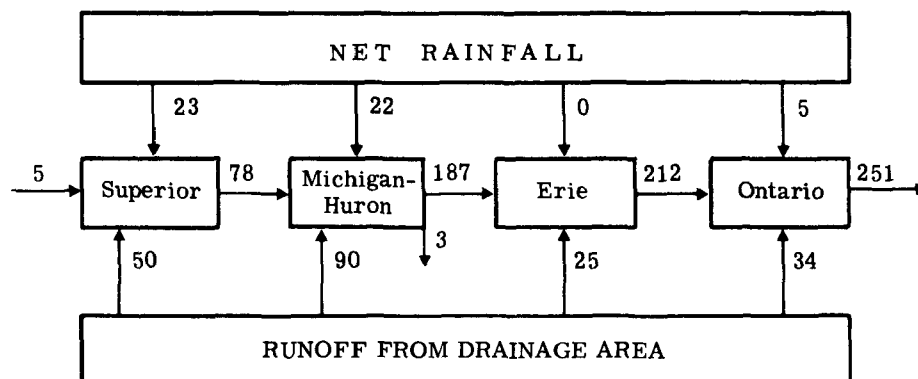 NET RAINFALL
23
22
0
5
5
Superior
78
Michigan-
Huron
187
Erie
212
Ontario
251
3
50
90
25
34
RUNOFF FROM DRAINAGE AREA